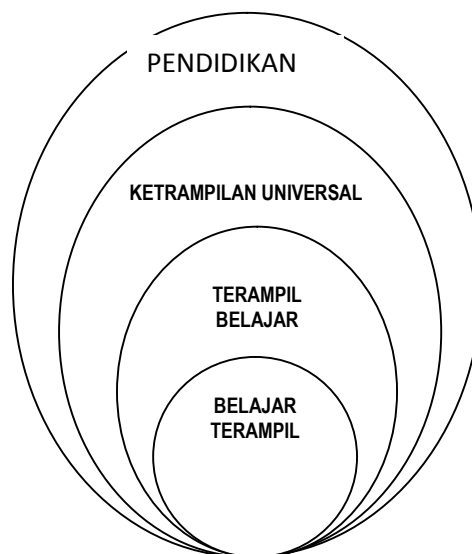 PENDIDIKAN
KETRAMPILAN UNIVERSAL
TERAMPIL
BELAJAR
BELAJAR
TERAMPIL